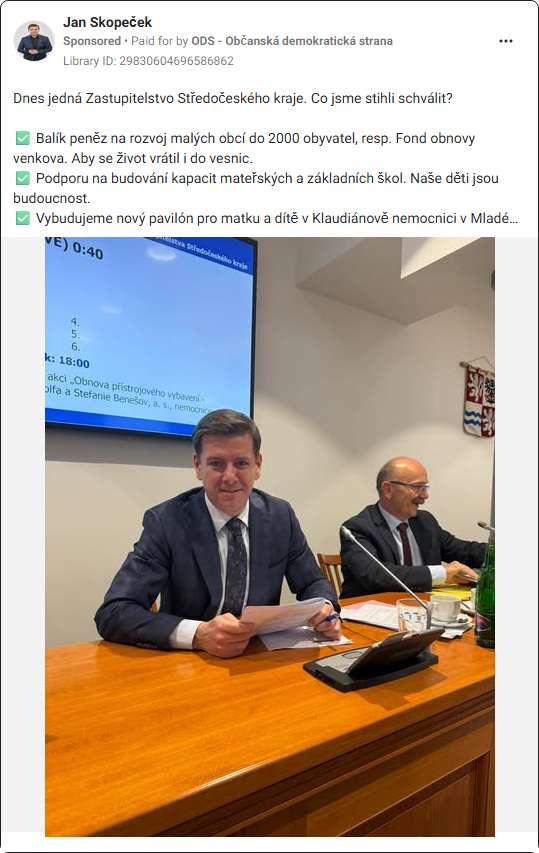 Jan Skopeček
Sponsored • Paid for by ODS - Občanská demokratická strana
Library ID: 29830604696586862
Dnes jedná Zastupitelstvo Středočeského kraje. Co jsme stihli schválit?
✅ Balík peněz na rozvoj malých obcí do 2000 obyvatel, resp. Fond obnovy
venkova. Aby se život vrátil i do vesnic.
✅ Podporu na budování kapacit mateřských a základních škol. Naše děti jsou
budoucnost.
✅ Vybudujeme nový pavilón pro matku a dítě v Klaudiánově nemocnici v Mladé…
VE) 0:40
Středočeského kraje
4.
5.
6.
k: 18:00
akci „Obnova přístrojového vybavení -
olfa a Stefanie Benešov, a. s., nemocnice